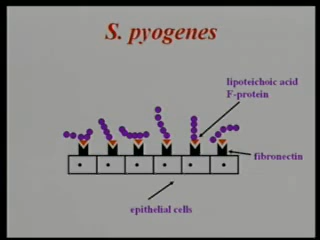 S. pyogenes
lipoteichoic acid
F-protein
fibronectin
epithelial cells